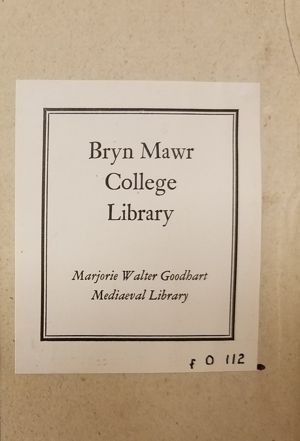 Bryn Mawr
College
Library
Marjorie Walter Goodhart
Mediaeval Library
f O 112